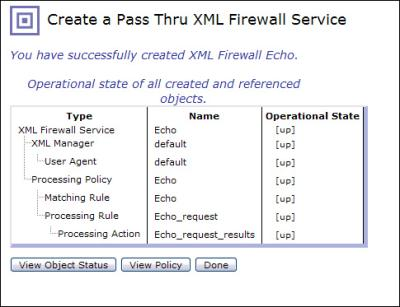 Create a Pass Thru XML Firewall Service
You have successfully created XML Firewall Echo.
Operational state of all created and referenced
objects.
Type Name Operational State
XML Firewall Service Echo [up]
XML Manager default [up]
User Agent default [up]
Processing Policy Echo [up]
Matching Rule Echo [up]
Processing Rule Echo_request [up]
Processing Action Echo_request_results [up]
View Object Status View Policy Done